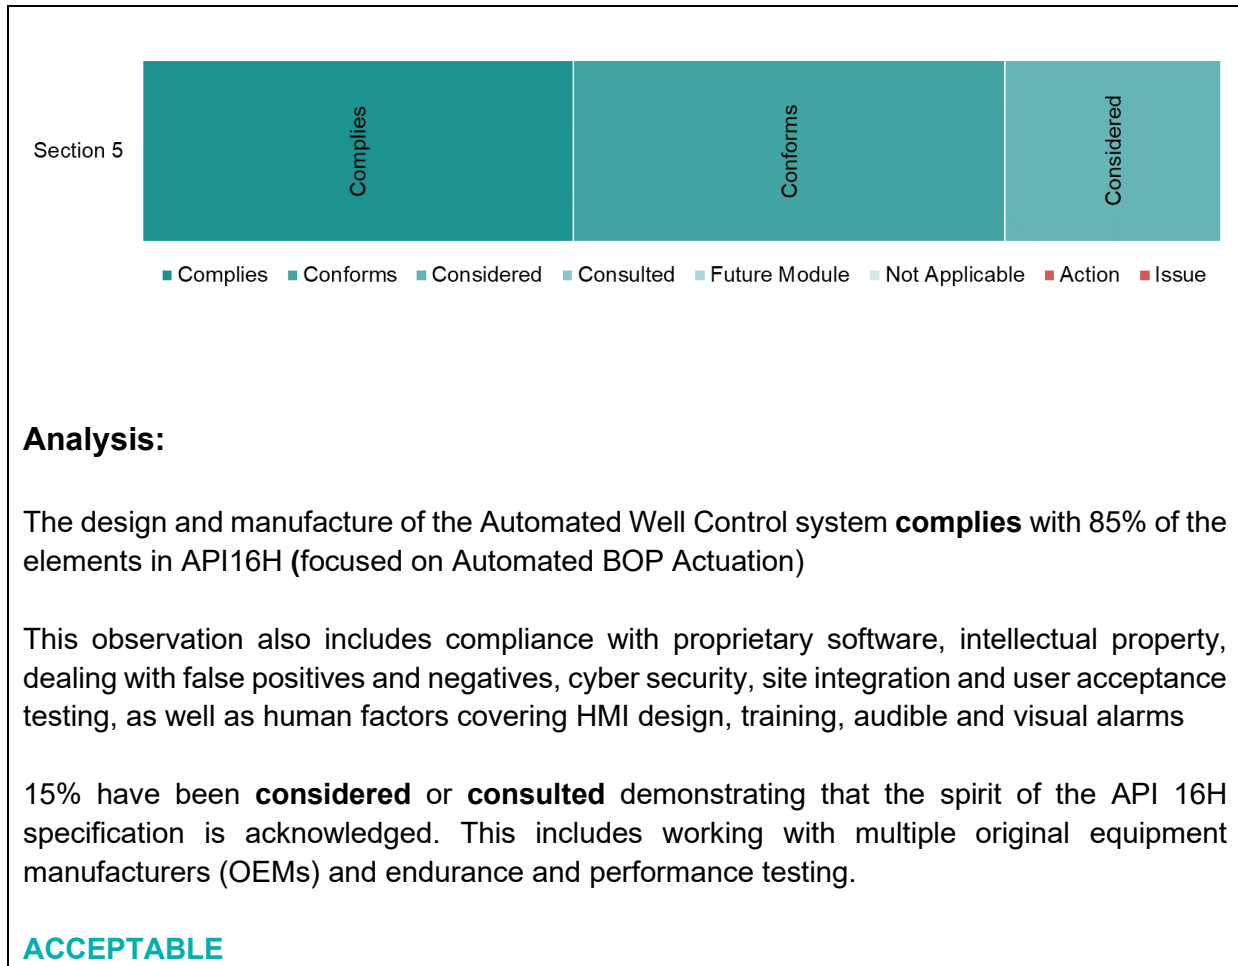 Section 5
Complies
Conforms
Considered
Complies Conforms Considered Consulted Future Module Not Applicable Action Issue
Analysis:
The design and manufacture of the Automated Well Control system complies with 85% of the
elements in API16H (focused on Automated BOP Actuation)
This observation also includes compliance with proprietary software, intellectual property,
dealing with false positives and negatives, cyber security, site integration and user acceptance
testing, as well as human factors covering HMI design, training, audible and visual alarms
15% have been considered or consulted demonstrating that the spirit of the API 16H
specification is acknowledged. This includes working with multiple original equipment
manufacturers (OEMs) and endurance and performance testing.
ACCEPTABLE